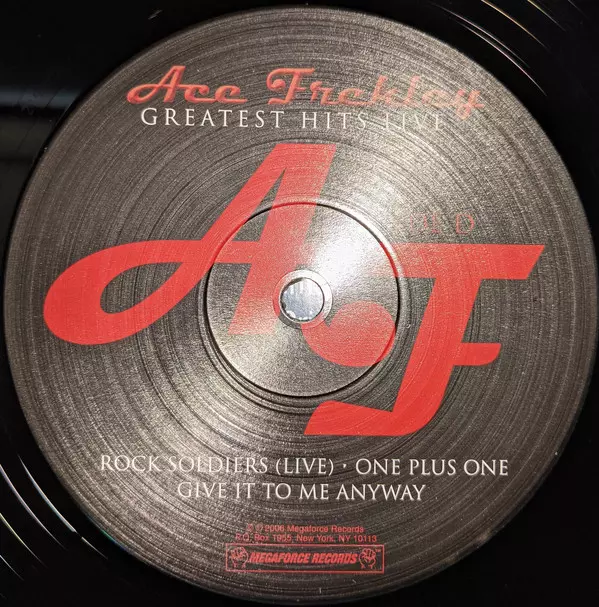 Ace Frehley
GREATEST HITS LIVE
D
AF
ROCK SOLDIERS (LIVE) · ONE PLUS ONE
GIVE IT TO ME ANYWAY
℗ © 2006 Megaforce Records
P.O. Box 1955, New York, NY 10113
MEGAFORCE RECORDS